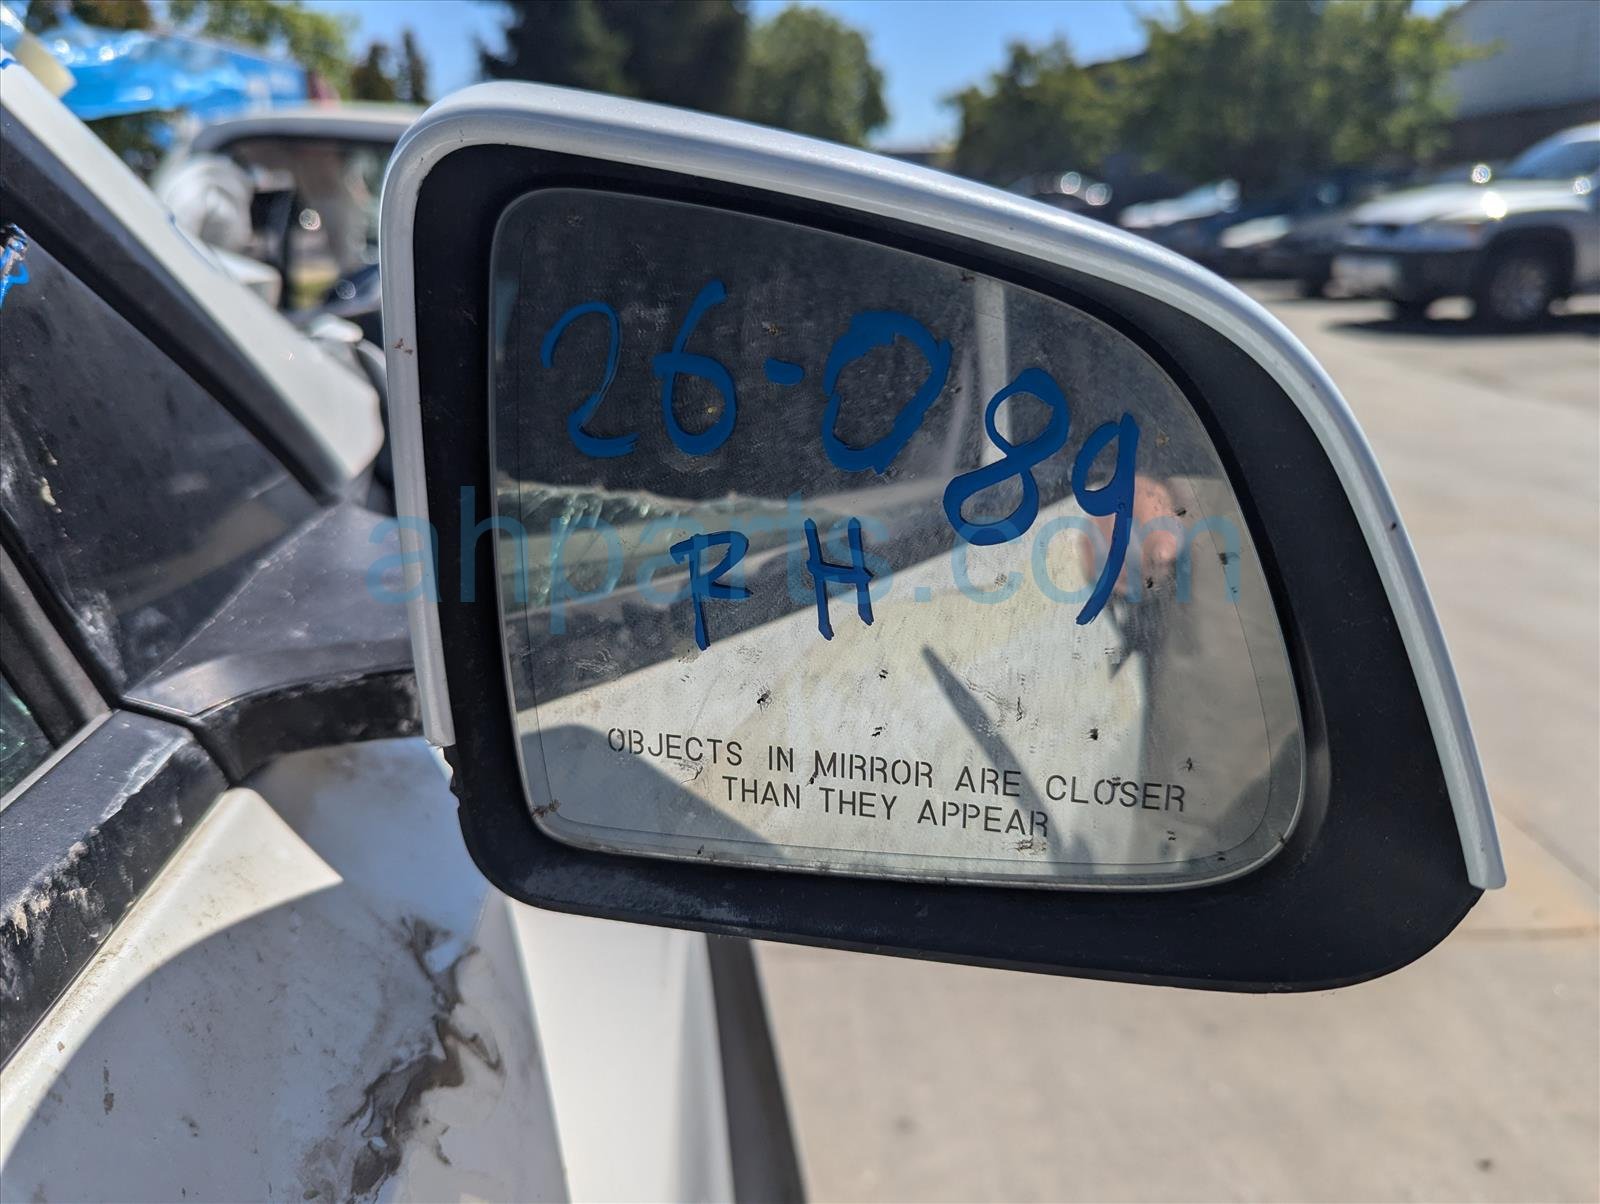 26-089
RH
ahparts.com
OBJECTS IN MIRROR ARE CLOSER
THAN THEY APPEAR